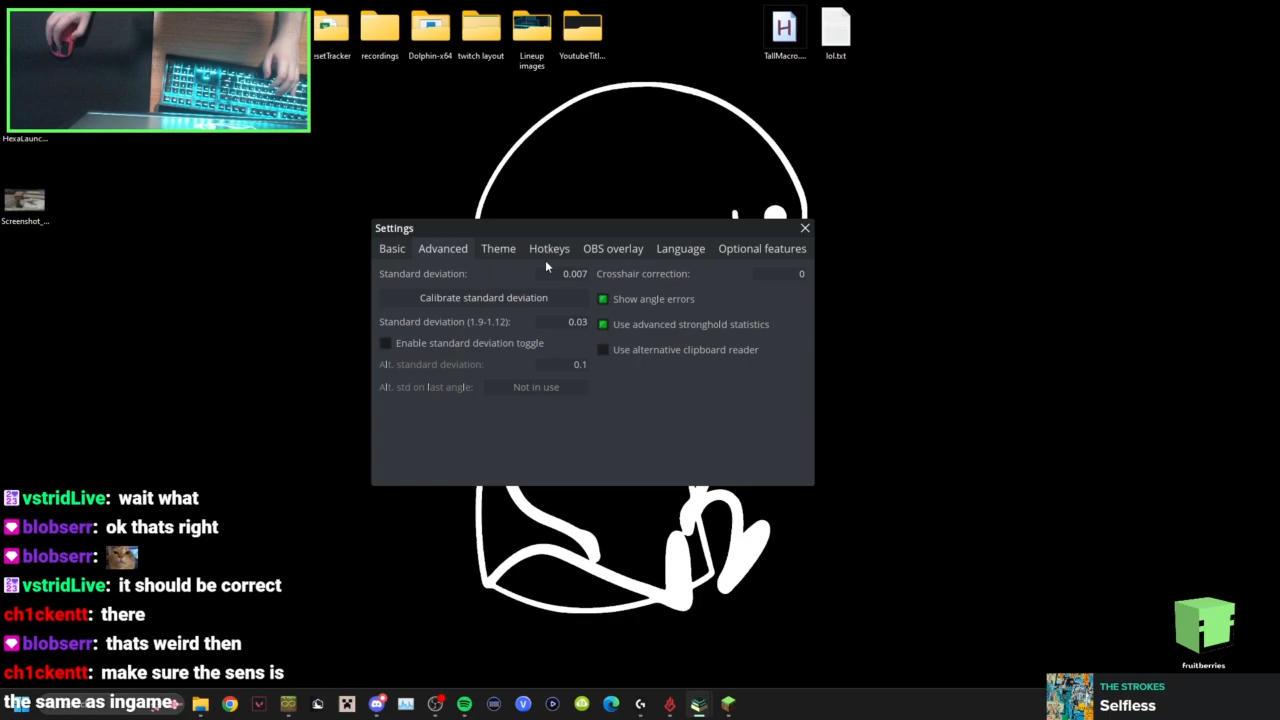 esetTracker
recordings
Dolphin-x64
twitch layout
Lineup
images
YoutubeTitl...
TallMacro....
lol.txt
HexaLaunc...
Screenshot_...
Settings
Basic
Advanced
Theme
Hotkeys
OBS overlay
Language
Optional features
Standard deviation:
0.007
Crosshair correction:
0
Calibrate standard deviation
Show angle errors
Standard deviation (1.9-1.12):
0.03
Use advanced stronghold statistics
Enable standard deviation toggle
Use alternative clipboard reader
Alt. standard deviation:
0.1
Alt. std on last angle:
Not in use
vstridLive: wait what
blobserr: ok thats right
blobserr:
vstridLive: it should be correct
ch1ckentt: there
blobserr: thats weird then
ch1ckentt: make sure the sens is
the same as ingame
fruitberries
THE STROKES
Selfless